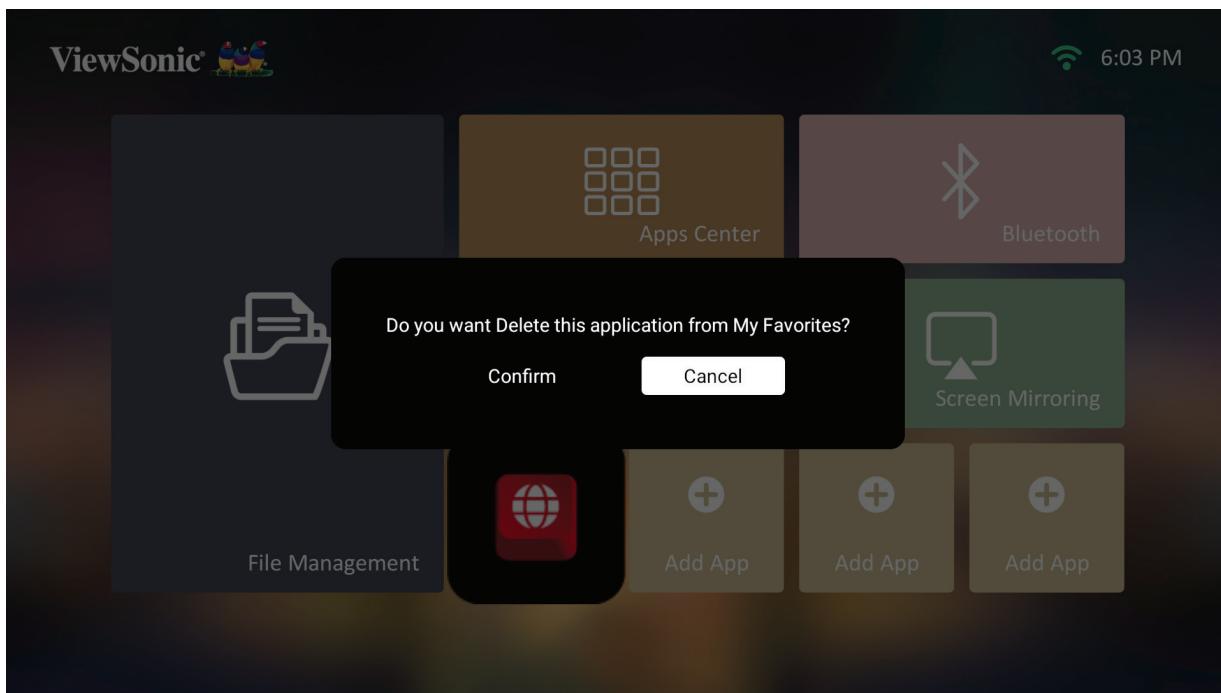 ViewSonic®
6:03 PM
Apps Center
Bluetooth
Do you want Delete this application from My Favorites?
Confirm
Cancel
Screen Mirroring
File Management
Add App
Add App
Add App